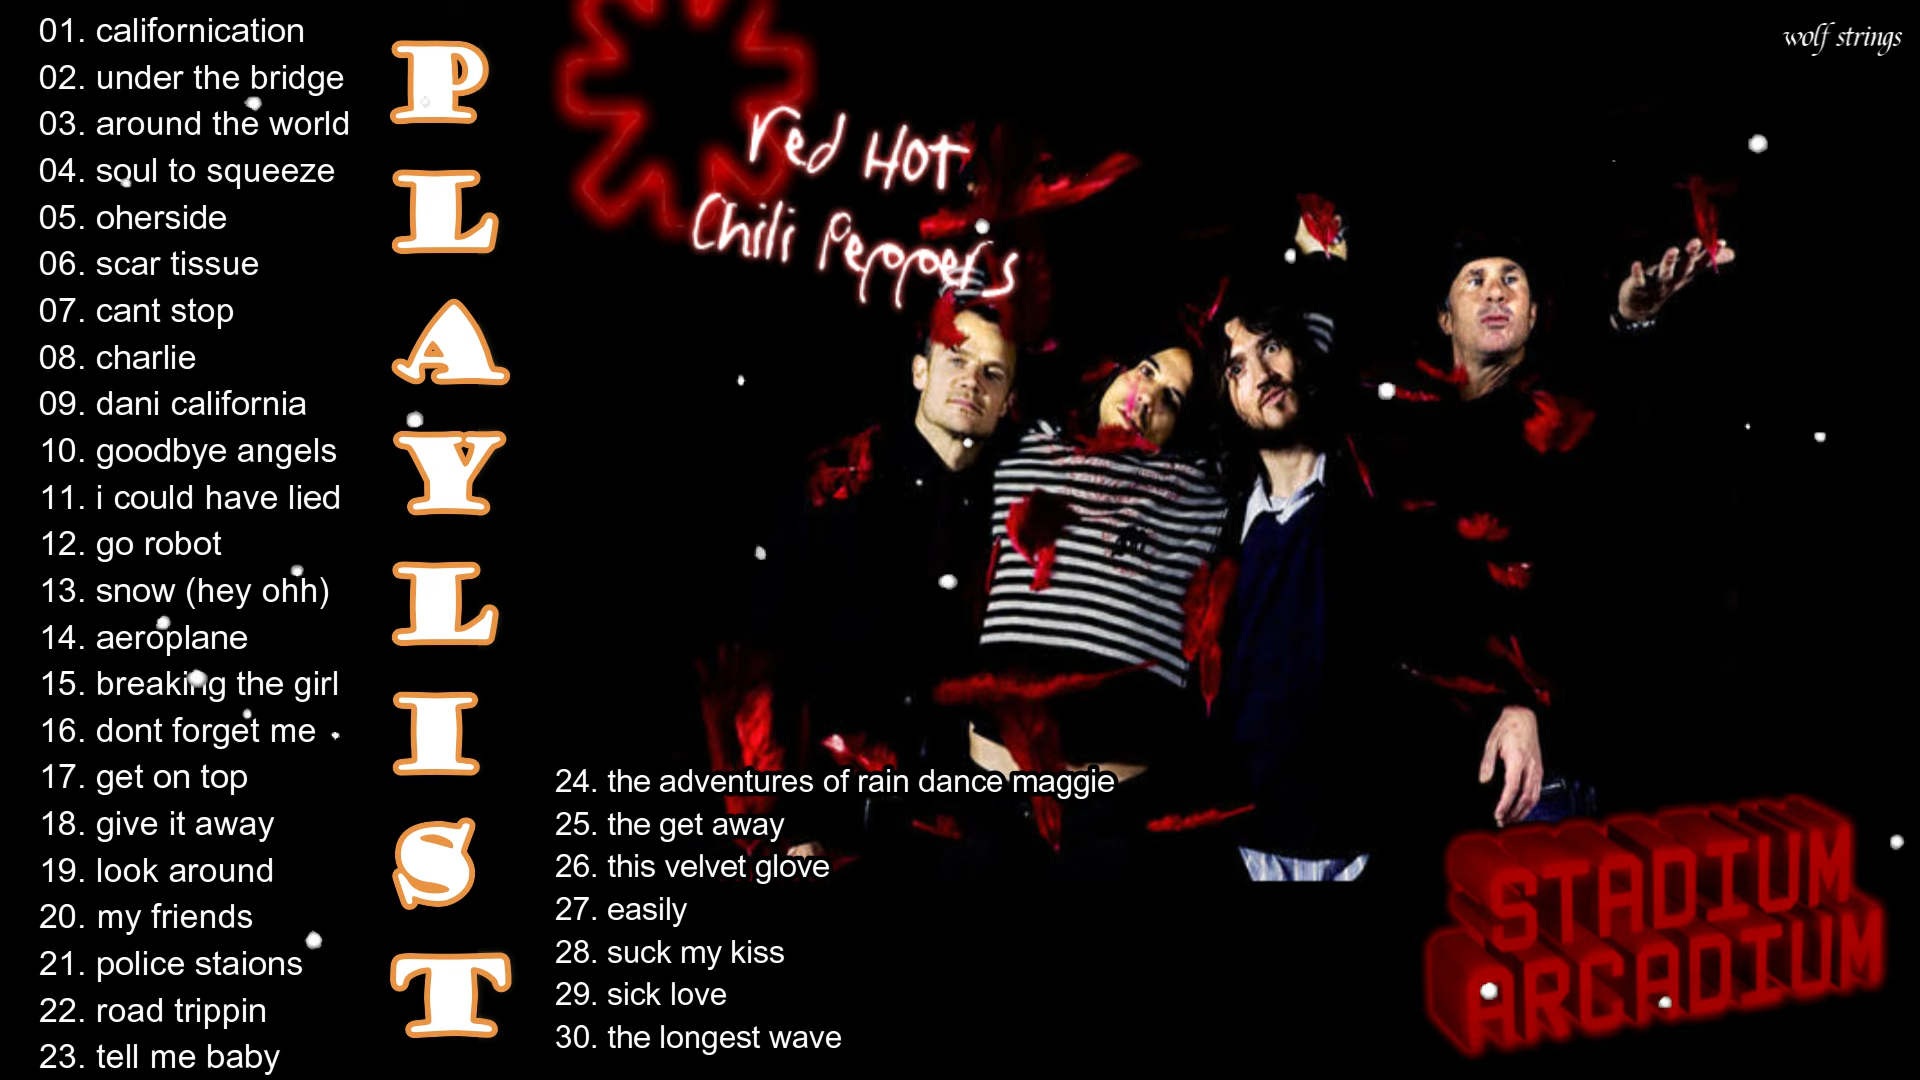 01. californication
02. under the bridge
03. around the world
04. soul to squeeze
05. oherside
06. scar tissue
07. cant stop
08. charlie
09. dani california
10. goodbye angels
11. i could have lied
12. go robot
13. snow (hey ohh)
14. aeroplane
15. breaking the girl
16. dont forget me
17. get on top
18. give it away
19. look around
20. my friends
21. police staions
22. road trippin
23. tell me baby
PLAYLIST
24. the adventures of rain dance maggie
25. the get away
26. this velvet glove
27. easily
28. suck my kiss
29. sick love
30. the longest wave
red HOT
Chili Peppers
wolf strings
STADIUM
ARCADIUM